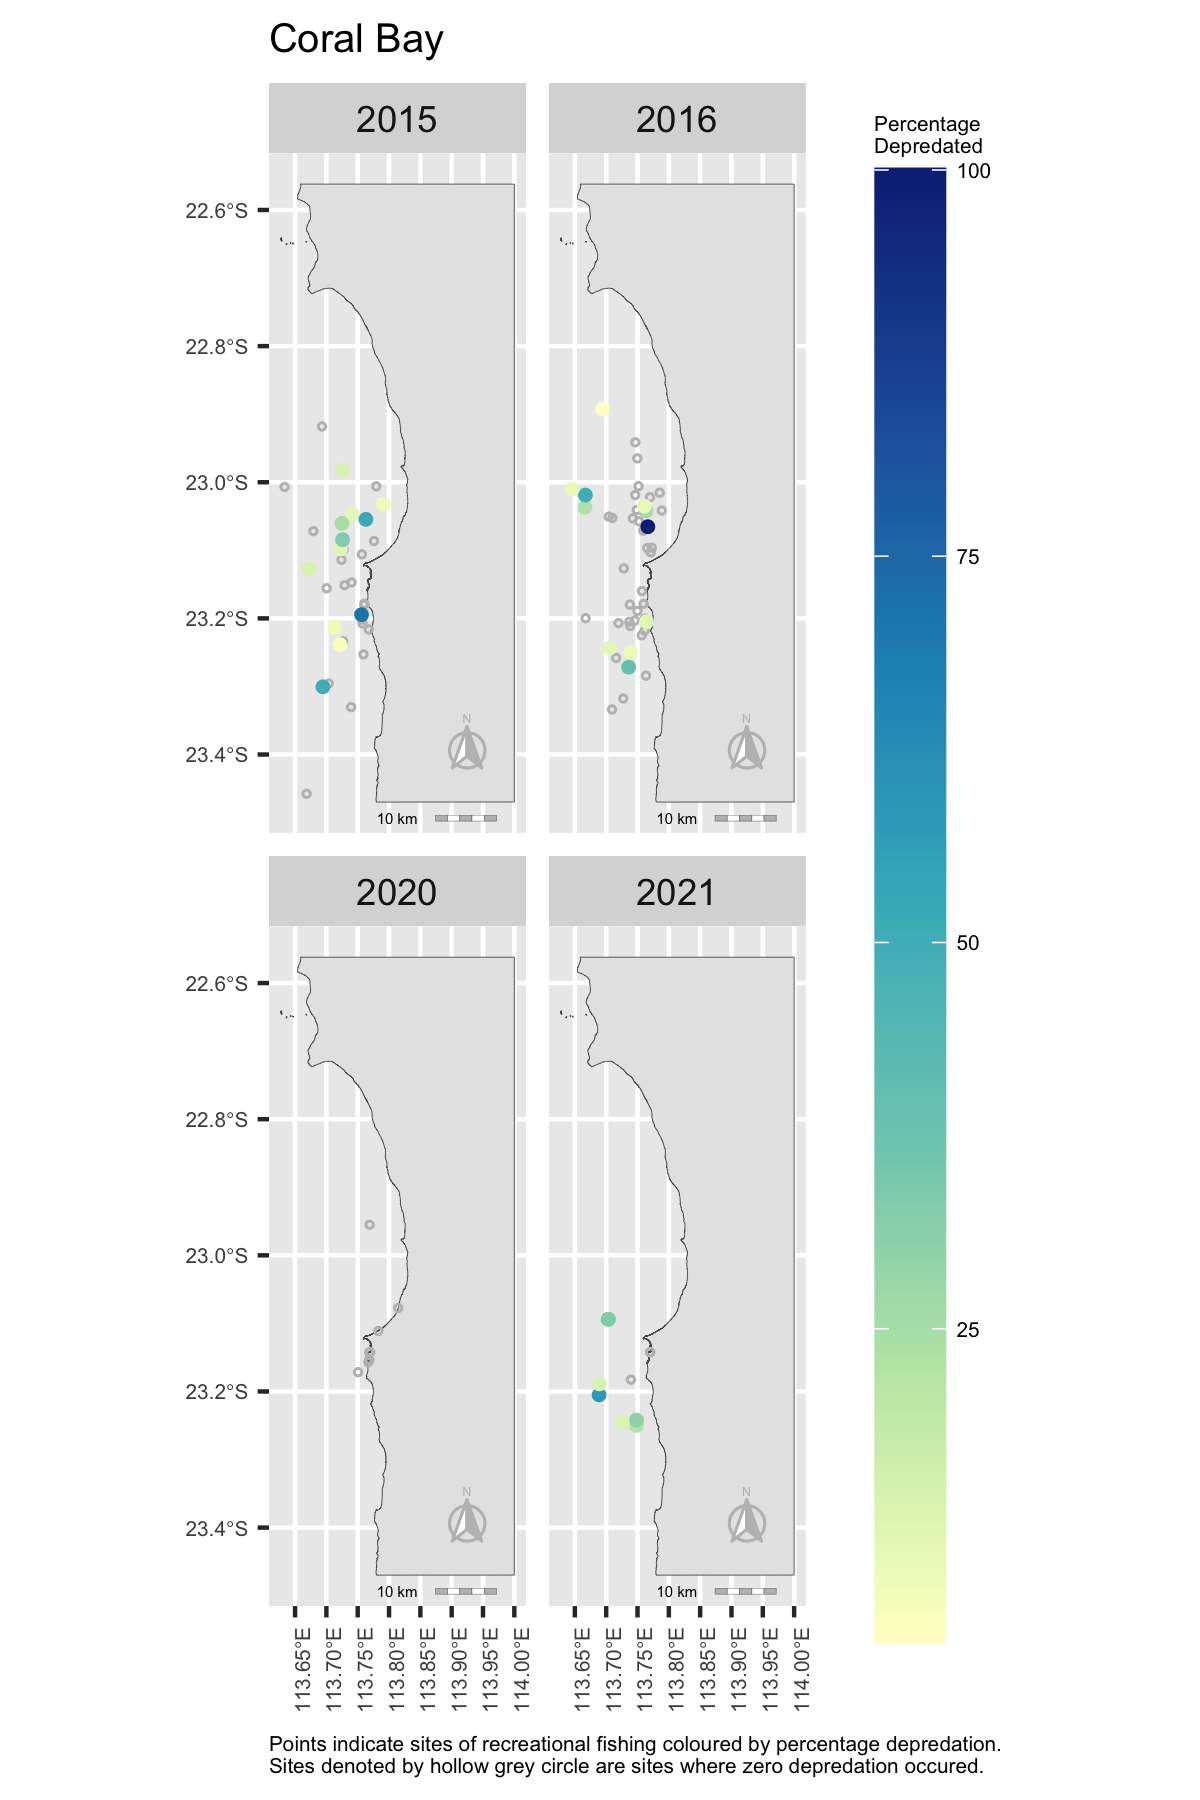 Coral Bay
2015
2016
Percentage
Depredated
100
75
50
25
22.6°S
22.8°S
23.0°S
23.2°S
23.4°S
N
10 km
N
10 km
2020
2021
22.6°S
22.8°S
23.0°S
23.2°S
23.4°S
N
10 km
N
10 km
113.65°E
113.70°E
113.75°E
113.80°E
113.85°E
113.90°E
113.95°E
114.00°E
113.65°E
113.70°E
113.75°E
113.80°E
113.85°E
113.90°E
113.95°E
114.00°E
Points indicate sites of recreational fishing coloured by percentage depredation.
Sites denoted by hollow grey circle are sites where zero depredation occured.